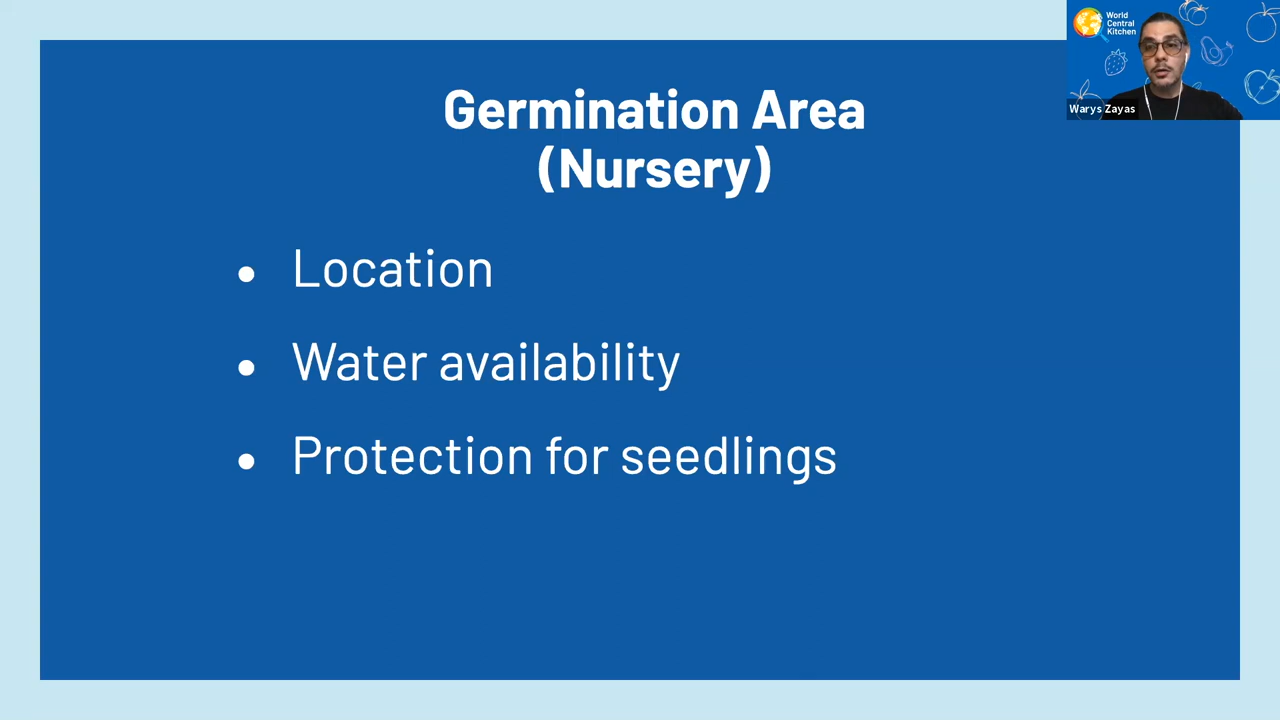 Germination Area
(Nursery)
• Location
• Water availability
• Protection for seedlings
World
Central
Kitchen
Warys Zayas